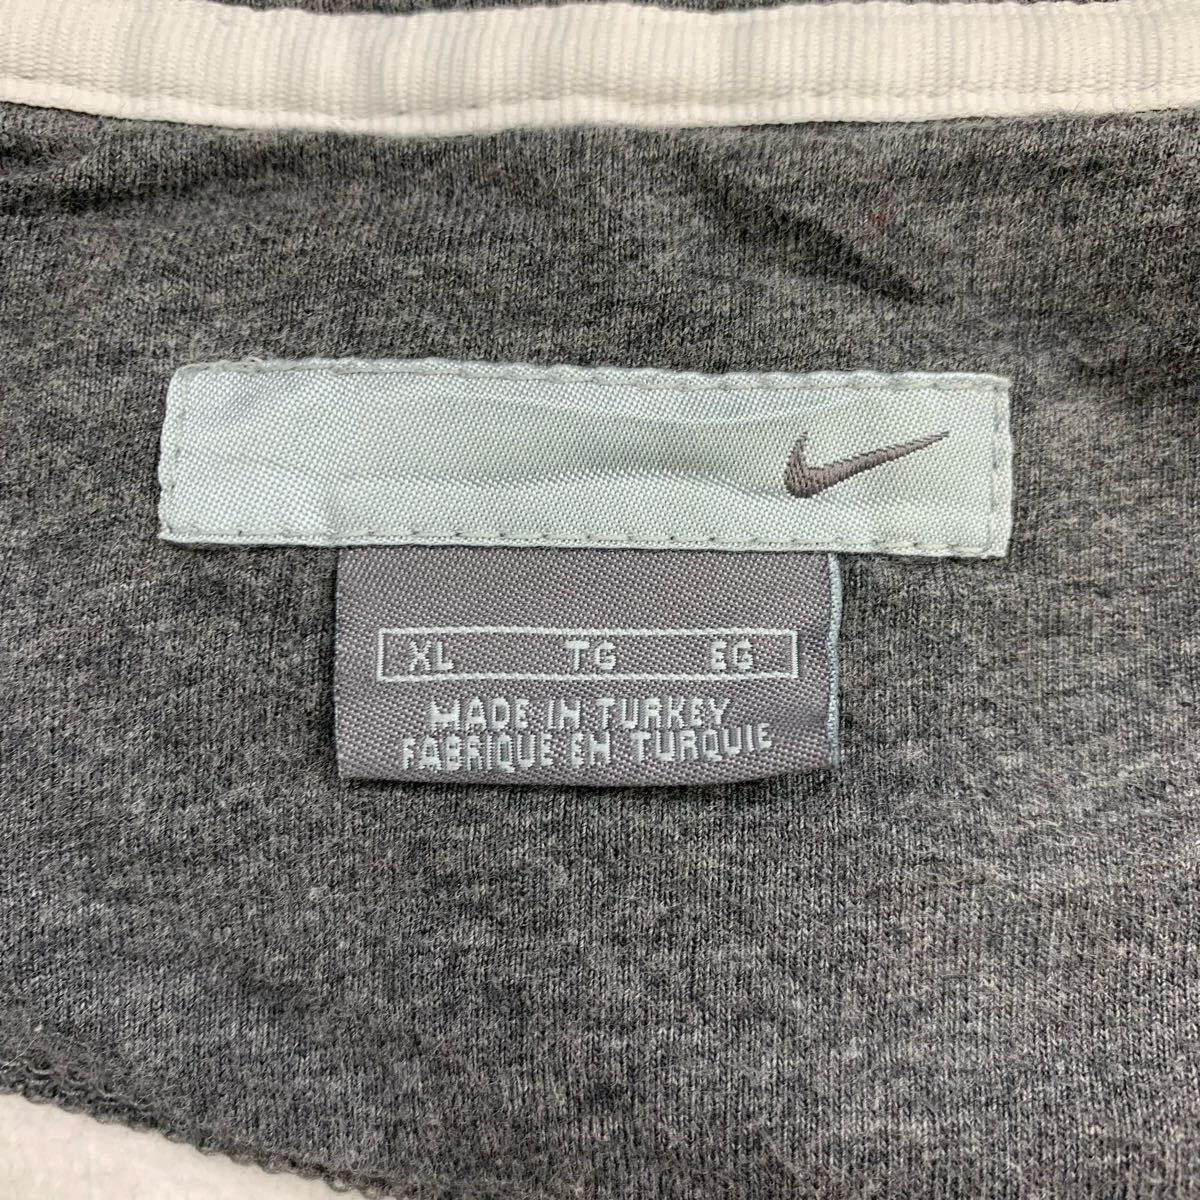 XL TG EG
MADE IN TURKEY
FABRIQUE EN TURQUIE